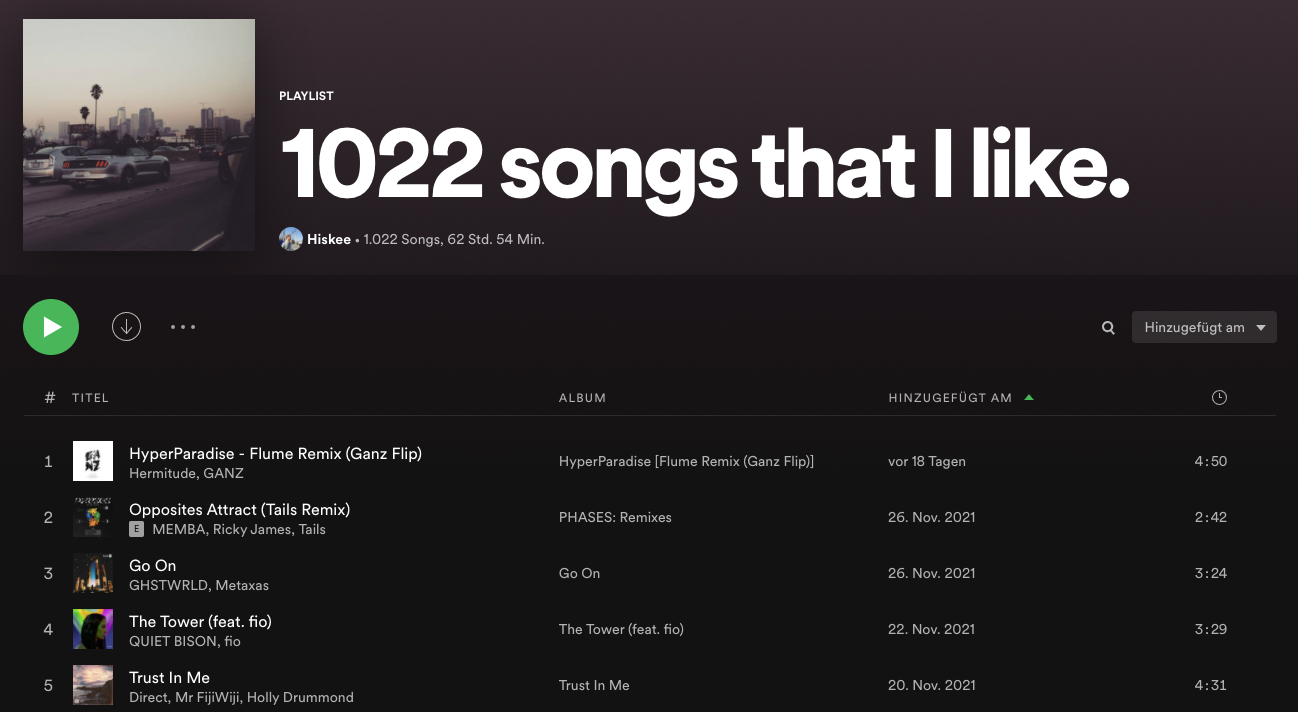 PLAYLIST
1022 songs that I like.
Hiskee • 1.022 Songs, 62 Std. 54 Min.
Hinzugefügt am
# TITEL ALBUM HINZUGEFÜGT AM
1 HyperParadise - Flume Remix (Ganz Flip) HyperParadise [Flume Remix (Ganz Flip)] vor 18 Tagen 4:50
Hermitude, GANZ
2 Opposites Attract (Tails Remix) PHASES: Remixes 26. Nov. 2021 2:42
E MEMBA, Ricky James, Tails
3 Go On Go On 26. Nov. 2021 3:24
GHSTWRLD, Metaxas
4 The Tower (feat. fio) The Tower (feat. fio) 22. Nov. 2021 3:29
QUIET BISON, fio
5 Trust In Me Trust In Me 20. Nov. 2021 4:31
Direct, Mr FijiWiji, Holly Drummond